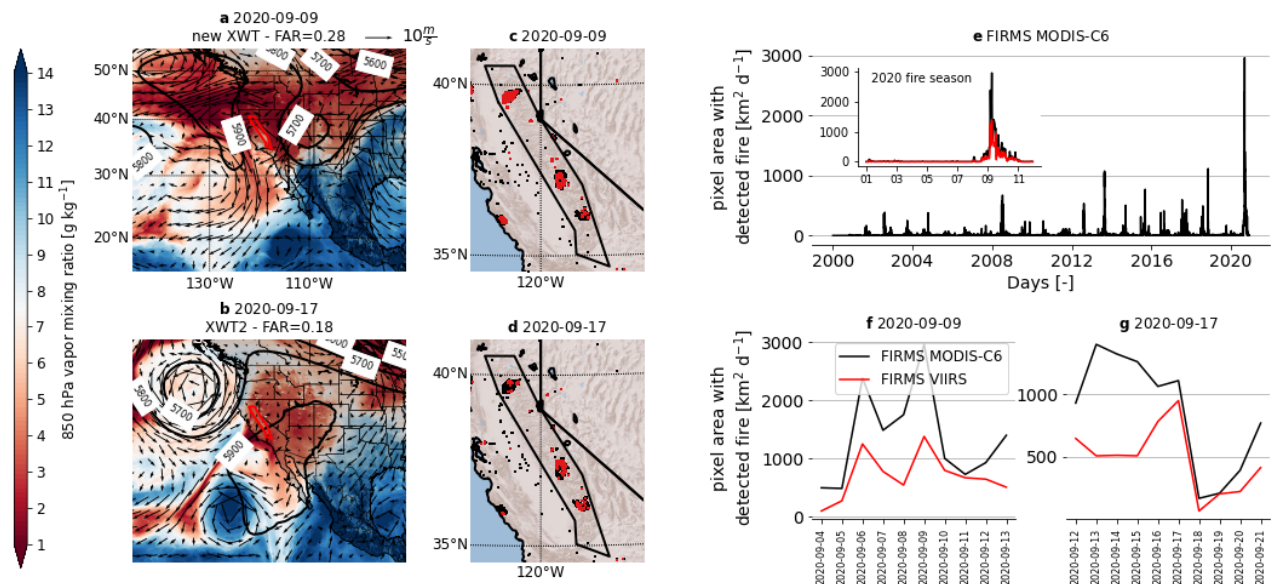 a 2020-09-09
new XWT - FAR=0.28
10 m/s
50°N
40°N
30°N
20°N
130°W
110°W
5700
5600
5900
5700
5800
14
13
12
11
10
9
8
7
6
5
4
3
2
1
850 hPa vapor mixing ratio [g kg⁻¹]
b 2020-09-17
XWT2 - FAR=0.18
5700
5800
5700
5900
c 2020-09-09
40°N
35°N
120°W
d 2020-09-17
40°N
35°N
120°W
e FIRMS MODIS-C6
pixel area with
detected fire [km² d⁻¹]
3000
2000
1000
0
2020 fire season
3000
2000
1000
0
01
03
05
07
09
11
2000
2004
2008
2012
2016
2020
Days [-]
f 2020-09-09
FIRMS MODIS-C6
FIRMS VIIRS
pixel area with
detected fire [km² d⁻¹]
3000
2000
1000
0
2020-09-04
2020-09-05
2020-09-06
2020-09-07
2020-09-08
2020-09-09
2020-09-10
2020-09-11
2020-09-12
2020-09-13
g 2020-09-17
1000
500
2020-09-12
2020-09-13
2020-09-14
2020-09-15
2020-09-16
2020-09-17
2020-09-18
2020-09-19
2020-09-20
2020-09-21